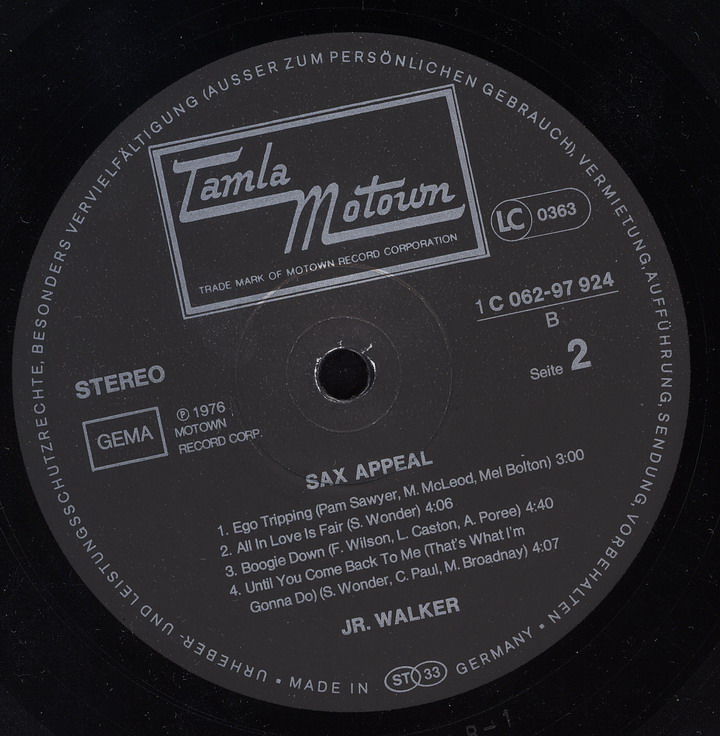 URHEBER- UND LEISTUNGSSCHUTZRECHTE, BESONDERS VERVIELFÄLTIGUNG (AUSSER ZUM PERSÖNLICHEN GEBRAUCH), VERMIETUNG, AUFFÜHRUNG, SENDUNG, VORBEHALTEN • MADE IN GERMANY •
Tamla
Motown
TRADE MARK OF MOTOWN RECORD CORPORATION
LC 0363
1 C 062-97 924
B
Seite 2
STEREO
GEMA
℗ 1976
MOTOWN
RECORD CORP.
SAX APPEAL
1. Ego Tripping (Pam Sawyer, M. McLeod, Mel Bolton) 3:00
2. All In Love Is Fair (S. Wonder) 4:06
3. Boogie Down (F. Wilson, L. Caston, A. Poree) 4:40
4. Until You Come Back To Me (That's What I'm
Gonna Do) (S. Wonder, C. Paul, M. Broadnay) 4:07
JR. WALKER
ST 33